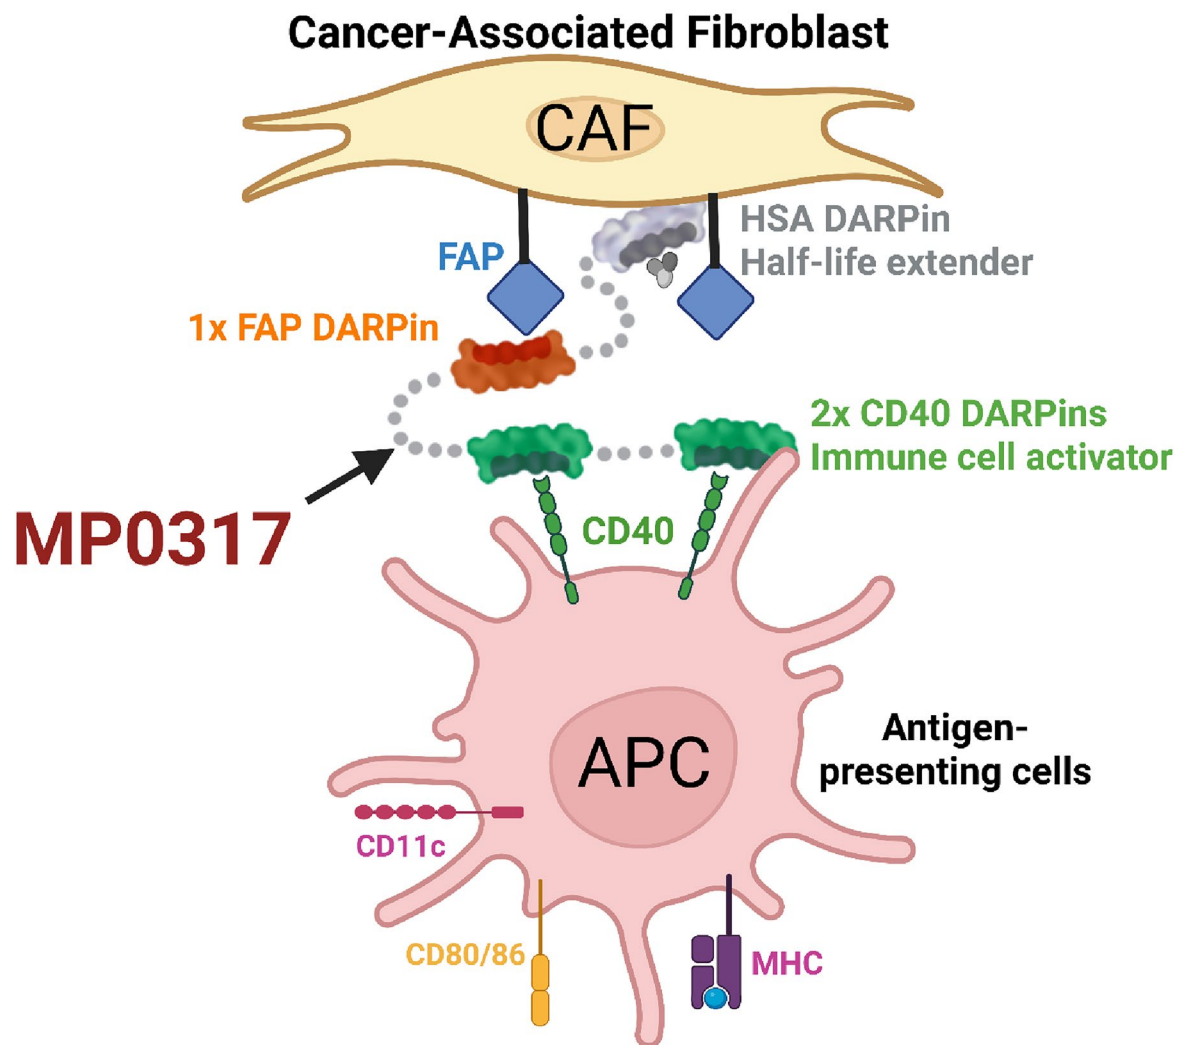 Cancer-Associated Fibroblast
CAF
HSA DARPin
Half-life extender
FAP
1x FAP DARPin
2x CD40 DARPins
Immune cell activator
MP0317
CD40
APC
Antigen-
presenting cells
CD11c
CD80/86
MHC